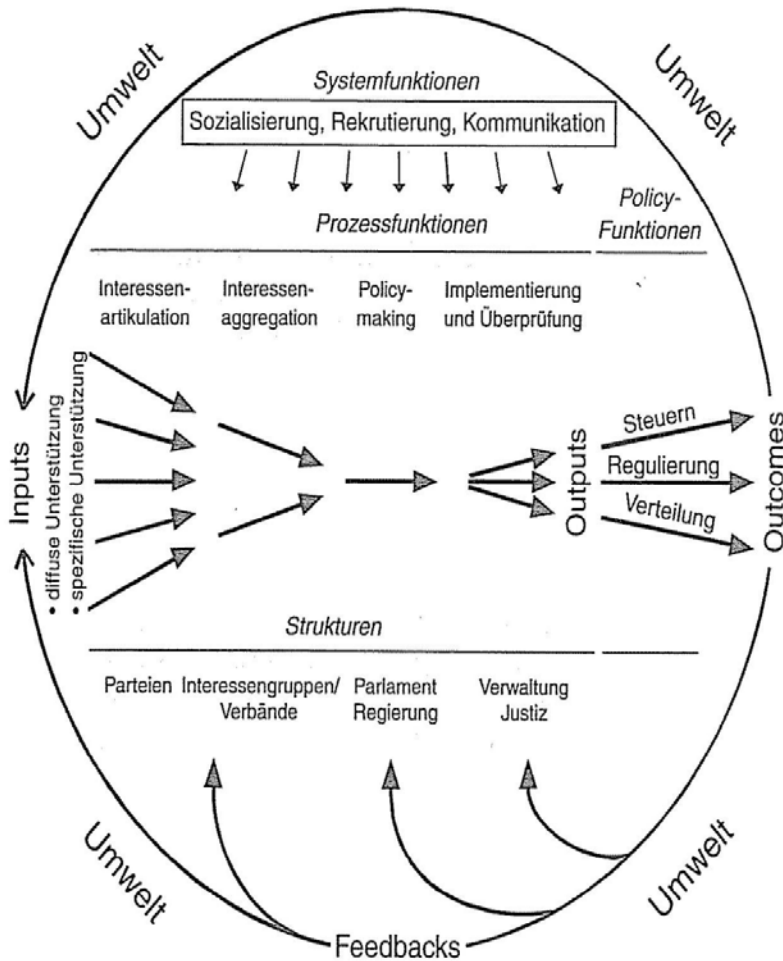 Umwelt
Umwelt
Systemfunktionen
Sozialisierung, Rekrutierung, Kommunikation
Prozessfunktionen
Policy-
Funktionen
Interessen-
artikulation
Interessen-
aggregation
Policy-
making
Implementierung
und Überprüfung
Inputs
• diffuse Unterstützung
• spezifische Unterstützung
Outputs
Steuern
Regulierung
Verteilung
Outcomes
Strukturen
Parteien
Interessengruppen/
Verbände
Parlament
Regierung
Verwaltung
Justiz
Umwelt
Umwelt
Feedbacks